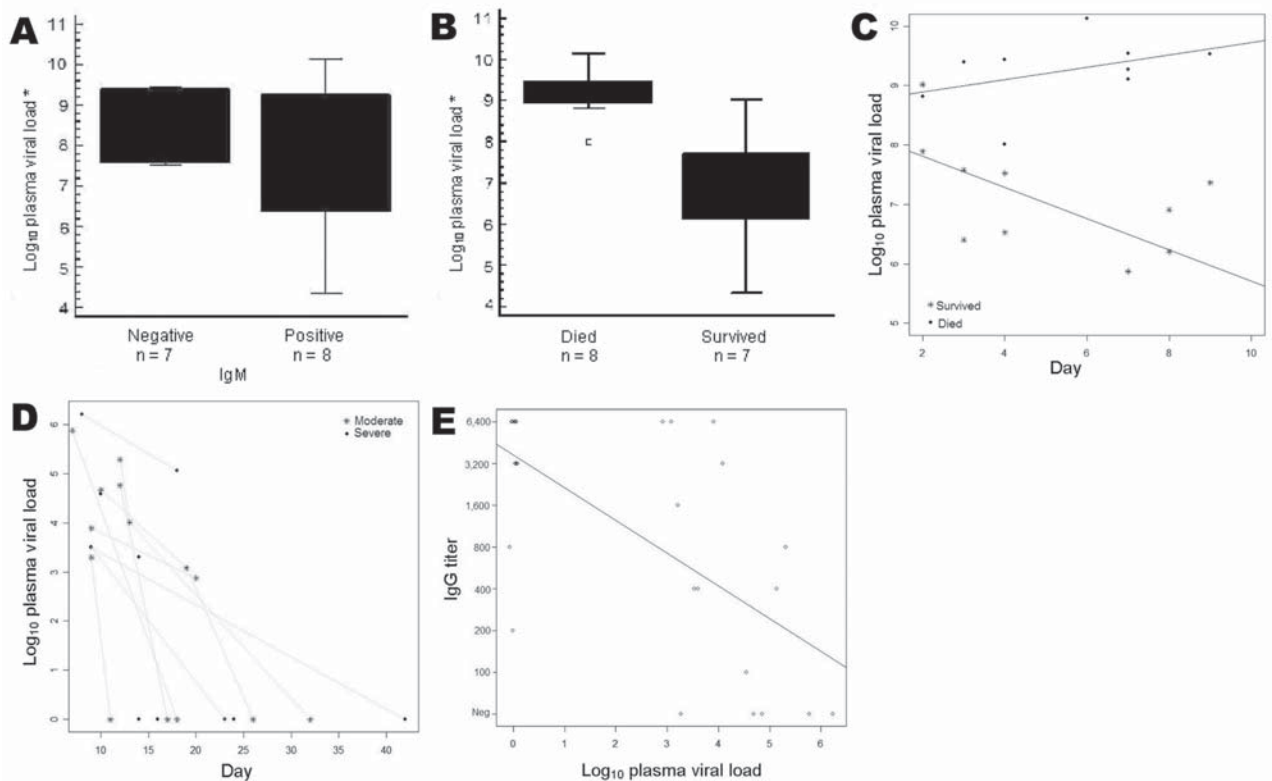 A
Log₁₀ plasma viral load *
11
10
9
8
7
6
5
4
Negative
n = 7
Positive
n = 8
IgM
B
Log₁₀ plasma viral load *
11
10
9
8
7
6
5
4
Died
n = 8
Survived
n = 7
C
Log₁₀ plasma viral load
10
9
8
7
6
5
Survived
Died
2
4
6
8
10
Day
D
Log₁₀ plasma viral load
6
5
4
3
2
1
0
Moderate
Severe
10
15
20
25
30
35
40
Day
E
IgG titer
6,400
3,200
1,600
800
400
200
100
Neg
0
1
2
3
4
5
6
Log₁₀ plasma viral load